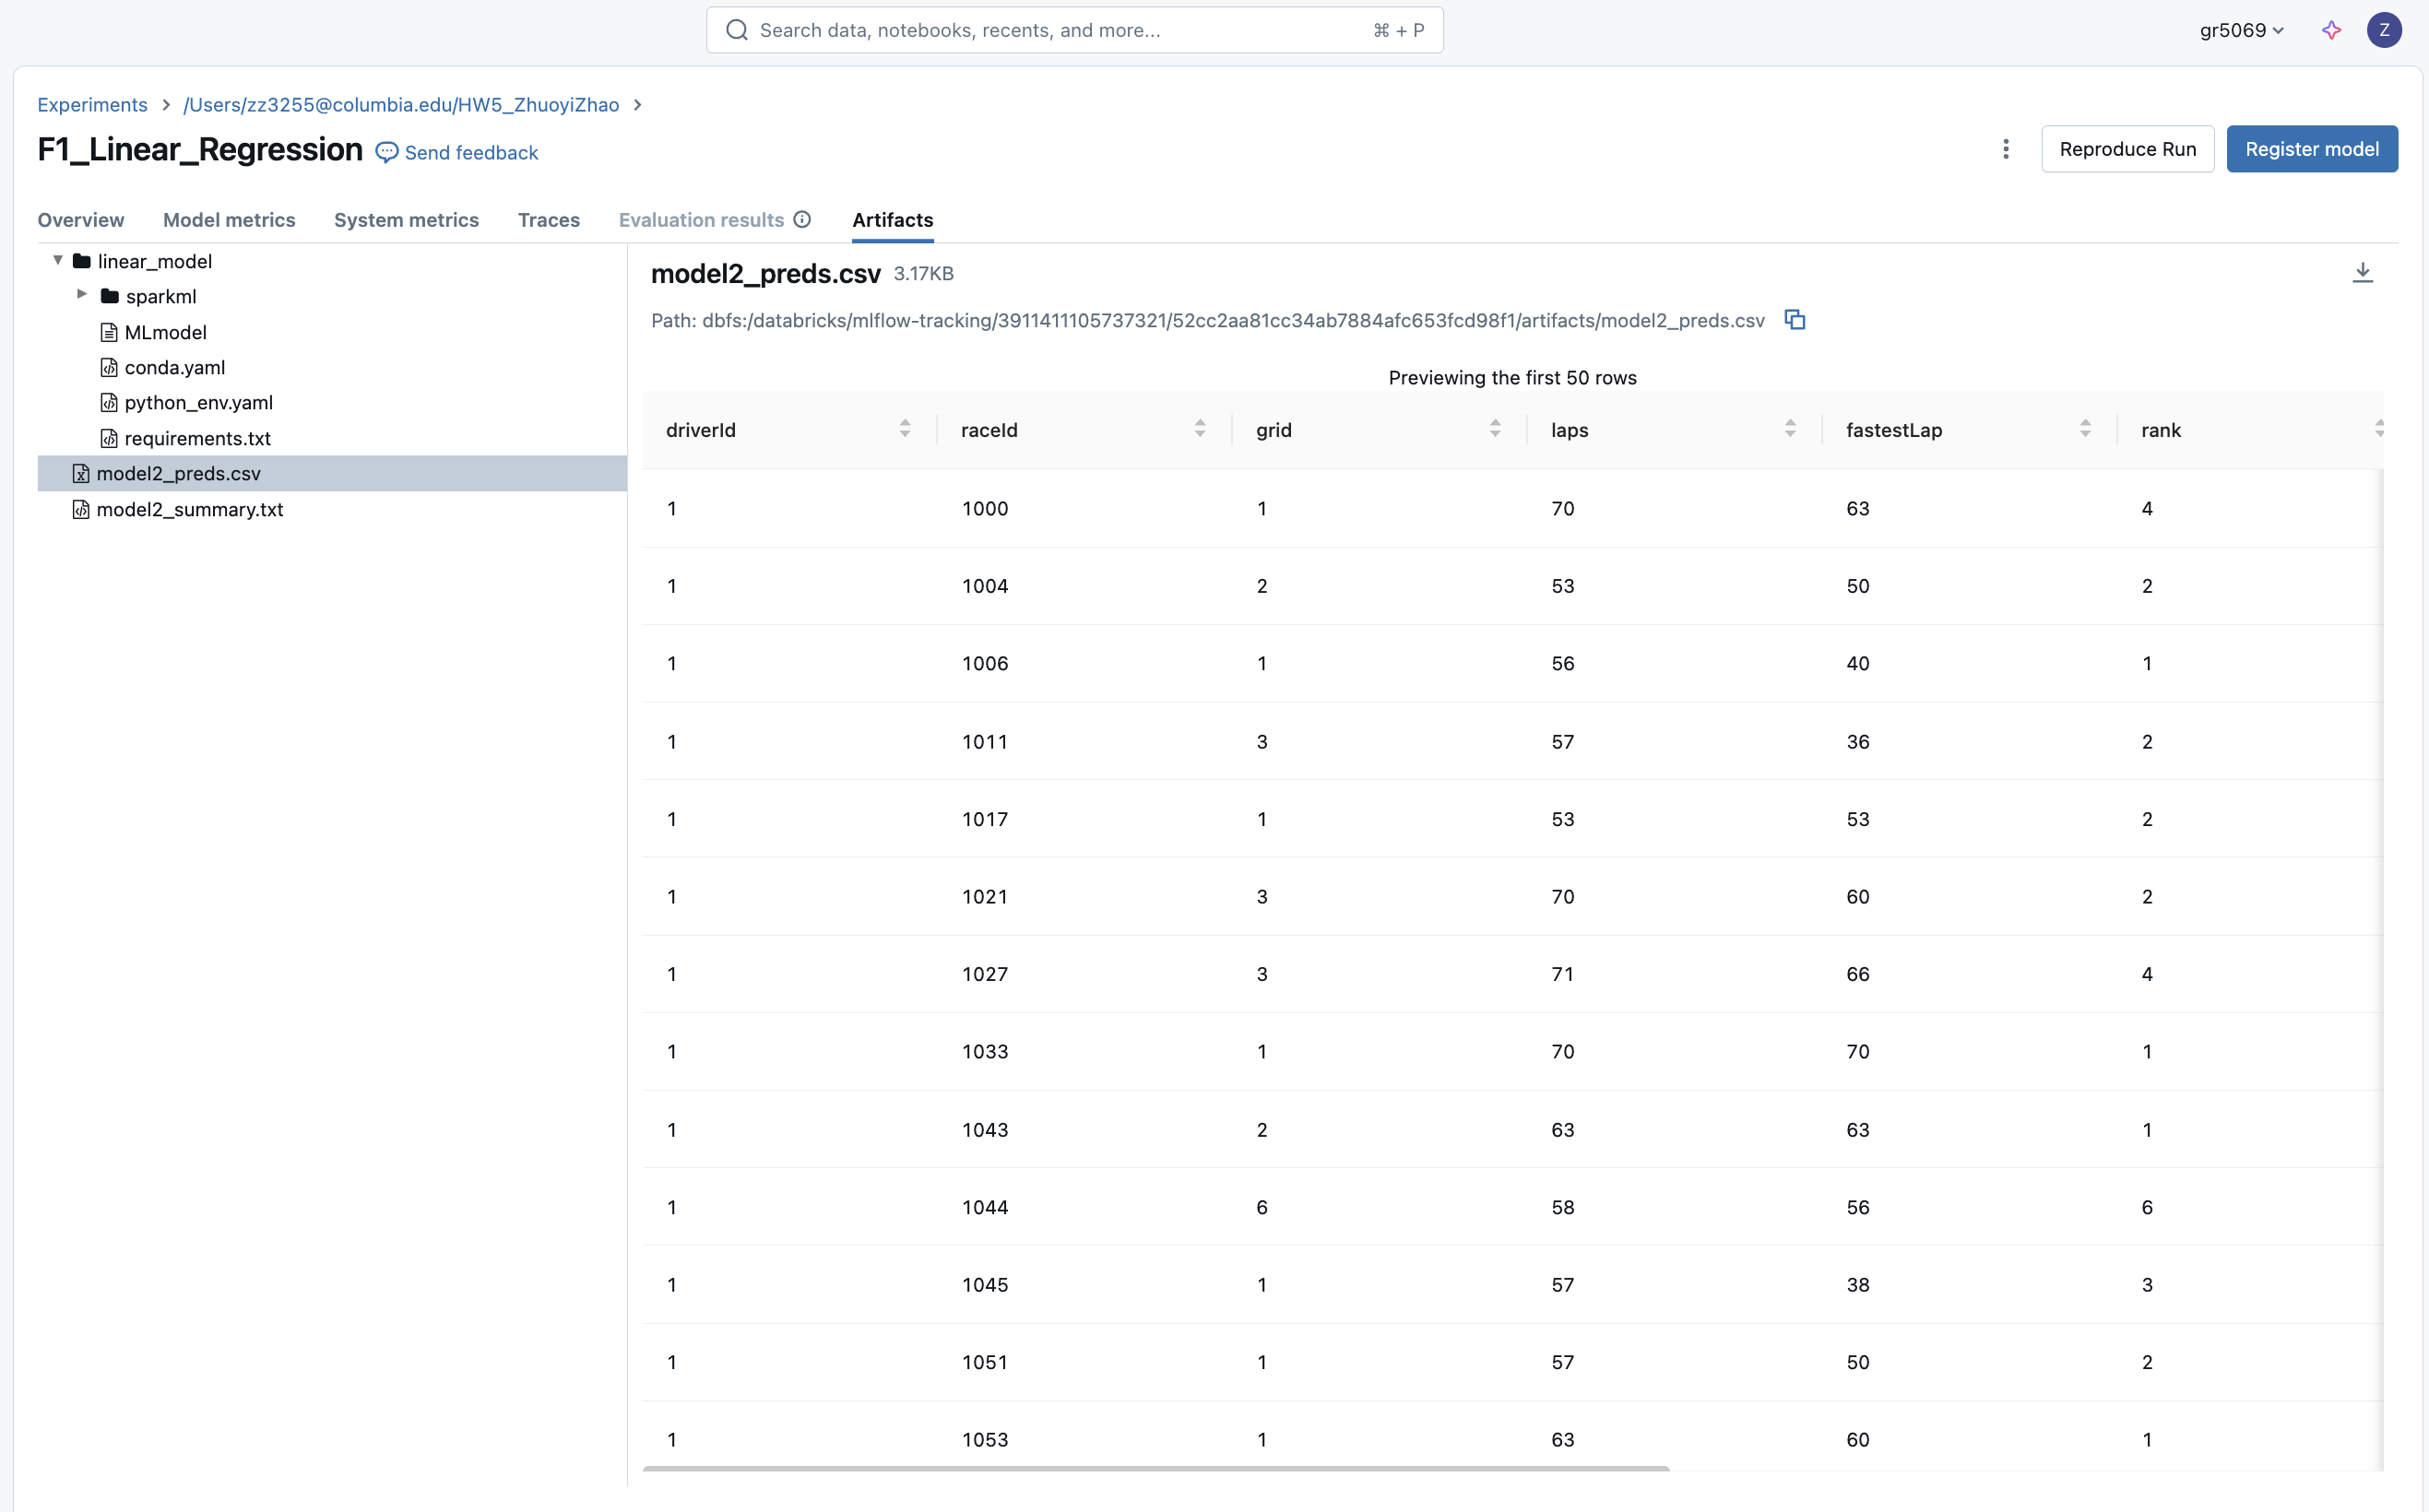 Search data, notebooks, recents, and more... ⌘ + P
gr5069
Z
Experiments > /Users/zz3255@columbia.edu/HW5_ZhuoyiZhao >
F1_Linear_Regression Send feedback
Reproduce Run
Register model
Overview Model metrics System metrics Traces Evaluation results Artifacts
linear_model
sparkml
MLmodel
conda.yaml
python_env.yaml
requirements.txt
model2_preds.csv
model2_summary.txt
model2_preds.csv 3.17KB
Path: dbfs:/databricks/mlflow-tracking/3911411105737321/52cc2aa81cc34ab7884afc653fcd98f1/artifacts/model2_preds.csv
Previewing the first 50 rows
driverId raceId grid laps fastestLap rank
1 1000 1 70 63 4
1 1004 2 53 50 2
1 1006 1 56 40 1
1 1011 3 57 36 2
1 1017 1 53 53 2
1 1021 3 70 60 2
1 1027 3 71 66 4
1 1033 1 70 70 1
1 1043 2 63 63 1
1 1044 6 58 56 6
1 1045 1 57 38 3
1 1051 1 57 50 2
1 1053 1 63 60 1